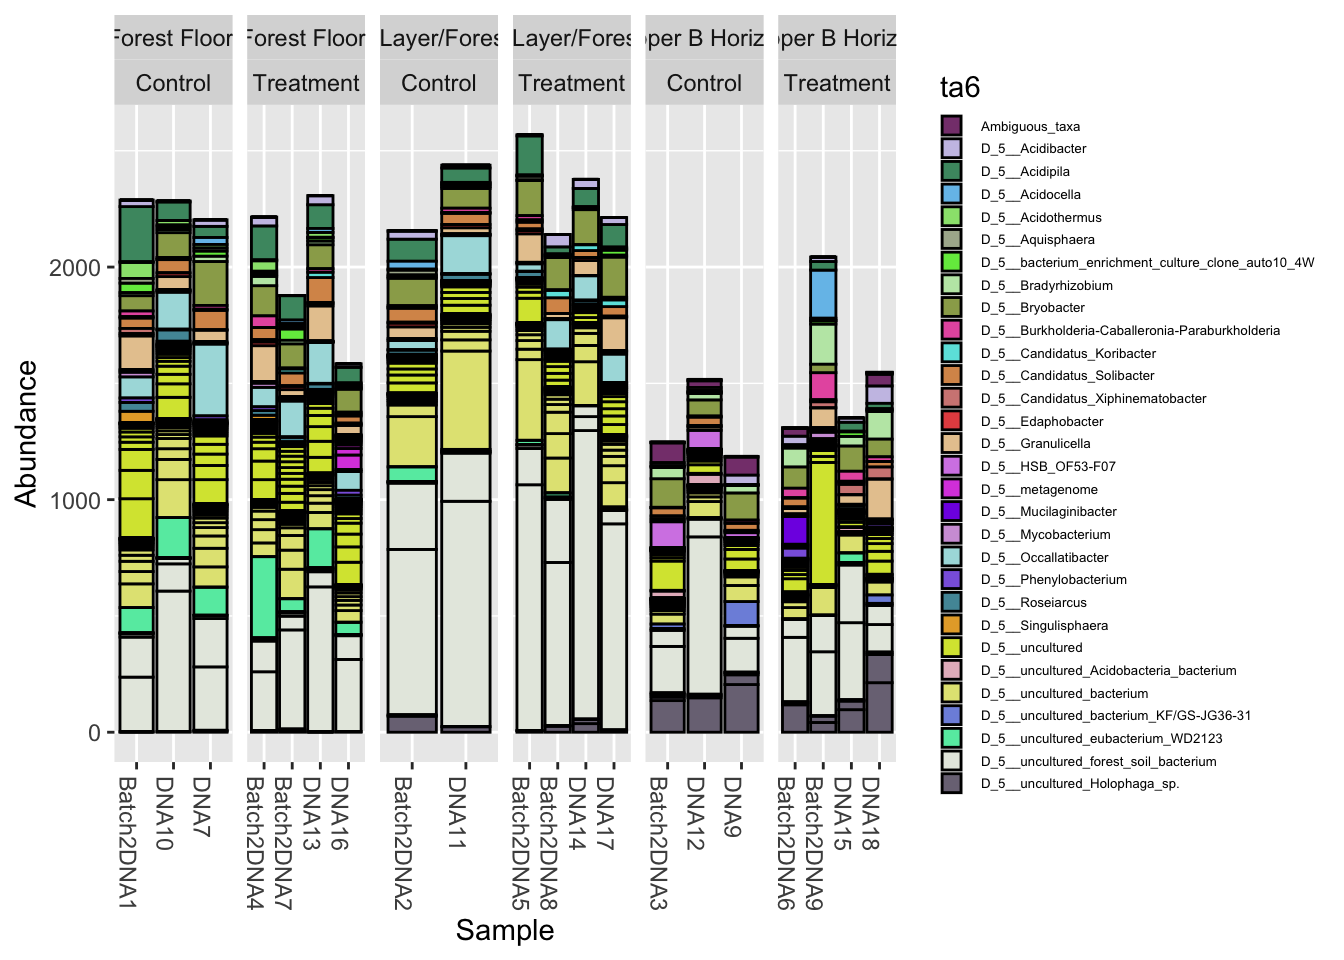 Forest Floor Forest Floor Layer/Fores Layer/Fores per B Horiz per B Horiz
Control Treatment Control Treatment Control Treatment
Abundance
2000
1000
0
Batch2DNA1
DNA10
DNA7
Batch2DNA4
Batch2DNA7
DNA13
DNA16
Batch2DNA2
DNA11
Batch2DNA5
Batch2DNA8
DNA14
DNA17
Batch2DNA3
DNA12
DNA9
Batch2DNA6
Batch2DNA9
DNA15
DNA18
Sample
ta6
Ambiguous_taxa
D_5__Acidibacter
D_5__Acidipila
D_5__Acidocella
D_5__Acidothermus
D_5__Aquisphaera
D_5__bacterium_enrichment_culture_clone_auto10_4W
D_5__Bradyrhizobium
D_5__Bryobacter
D_5__Burkholderia-Caballeronia-Paraburkholderia
D_5__Candidatus_Koribacter
D_5__Candidatus_Solibacter
D_5__Candidatus_Xiphinematobacter
D_5__Edaphobacter
D_5__Granulicella
D_5__HSB_OF53-F07
D_5__metagenome
D_5__Mucilaginibacter
D_5__Mycobacterium
D_5__Occallatibacter
D_5__Phenylobacterium
D_5__Roseiarcus
D_5__Singulisphaera
D_5__uncultured
D_5__uncultured_Acidobacteria_bacterium
D_5__uncultured_bacterium
D_5__uncultured_bacterium_KF/GS-JG36-31
D_5__uncultured_eubacterium_WD2123
D_5__uncultured_forest_soil_bacterium
D_5__uncultured_Holophaga_sp.